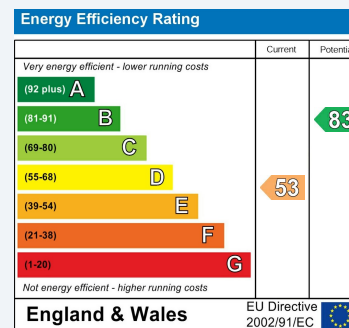 Energy Efficiency Rating
Current Potentia
Very energy efficient - lower running costs
(92 plus) A
(81-91) B
83
(69-80) C
(55-68) D
53
(39-54) E
(21-38) F
(1-20) G
Not energy efficient - higher running costs
England & Wales
EU Directive
2002/91/EC